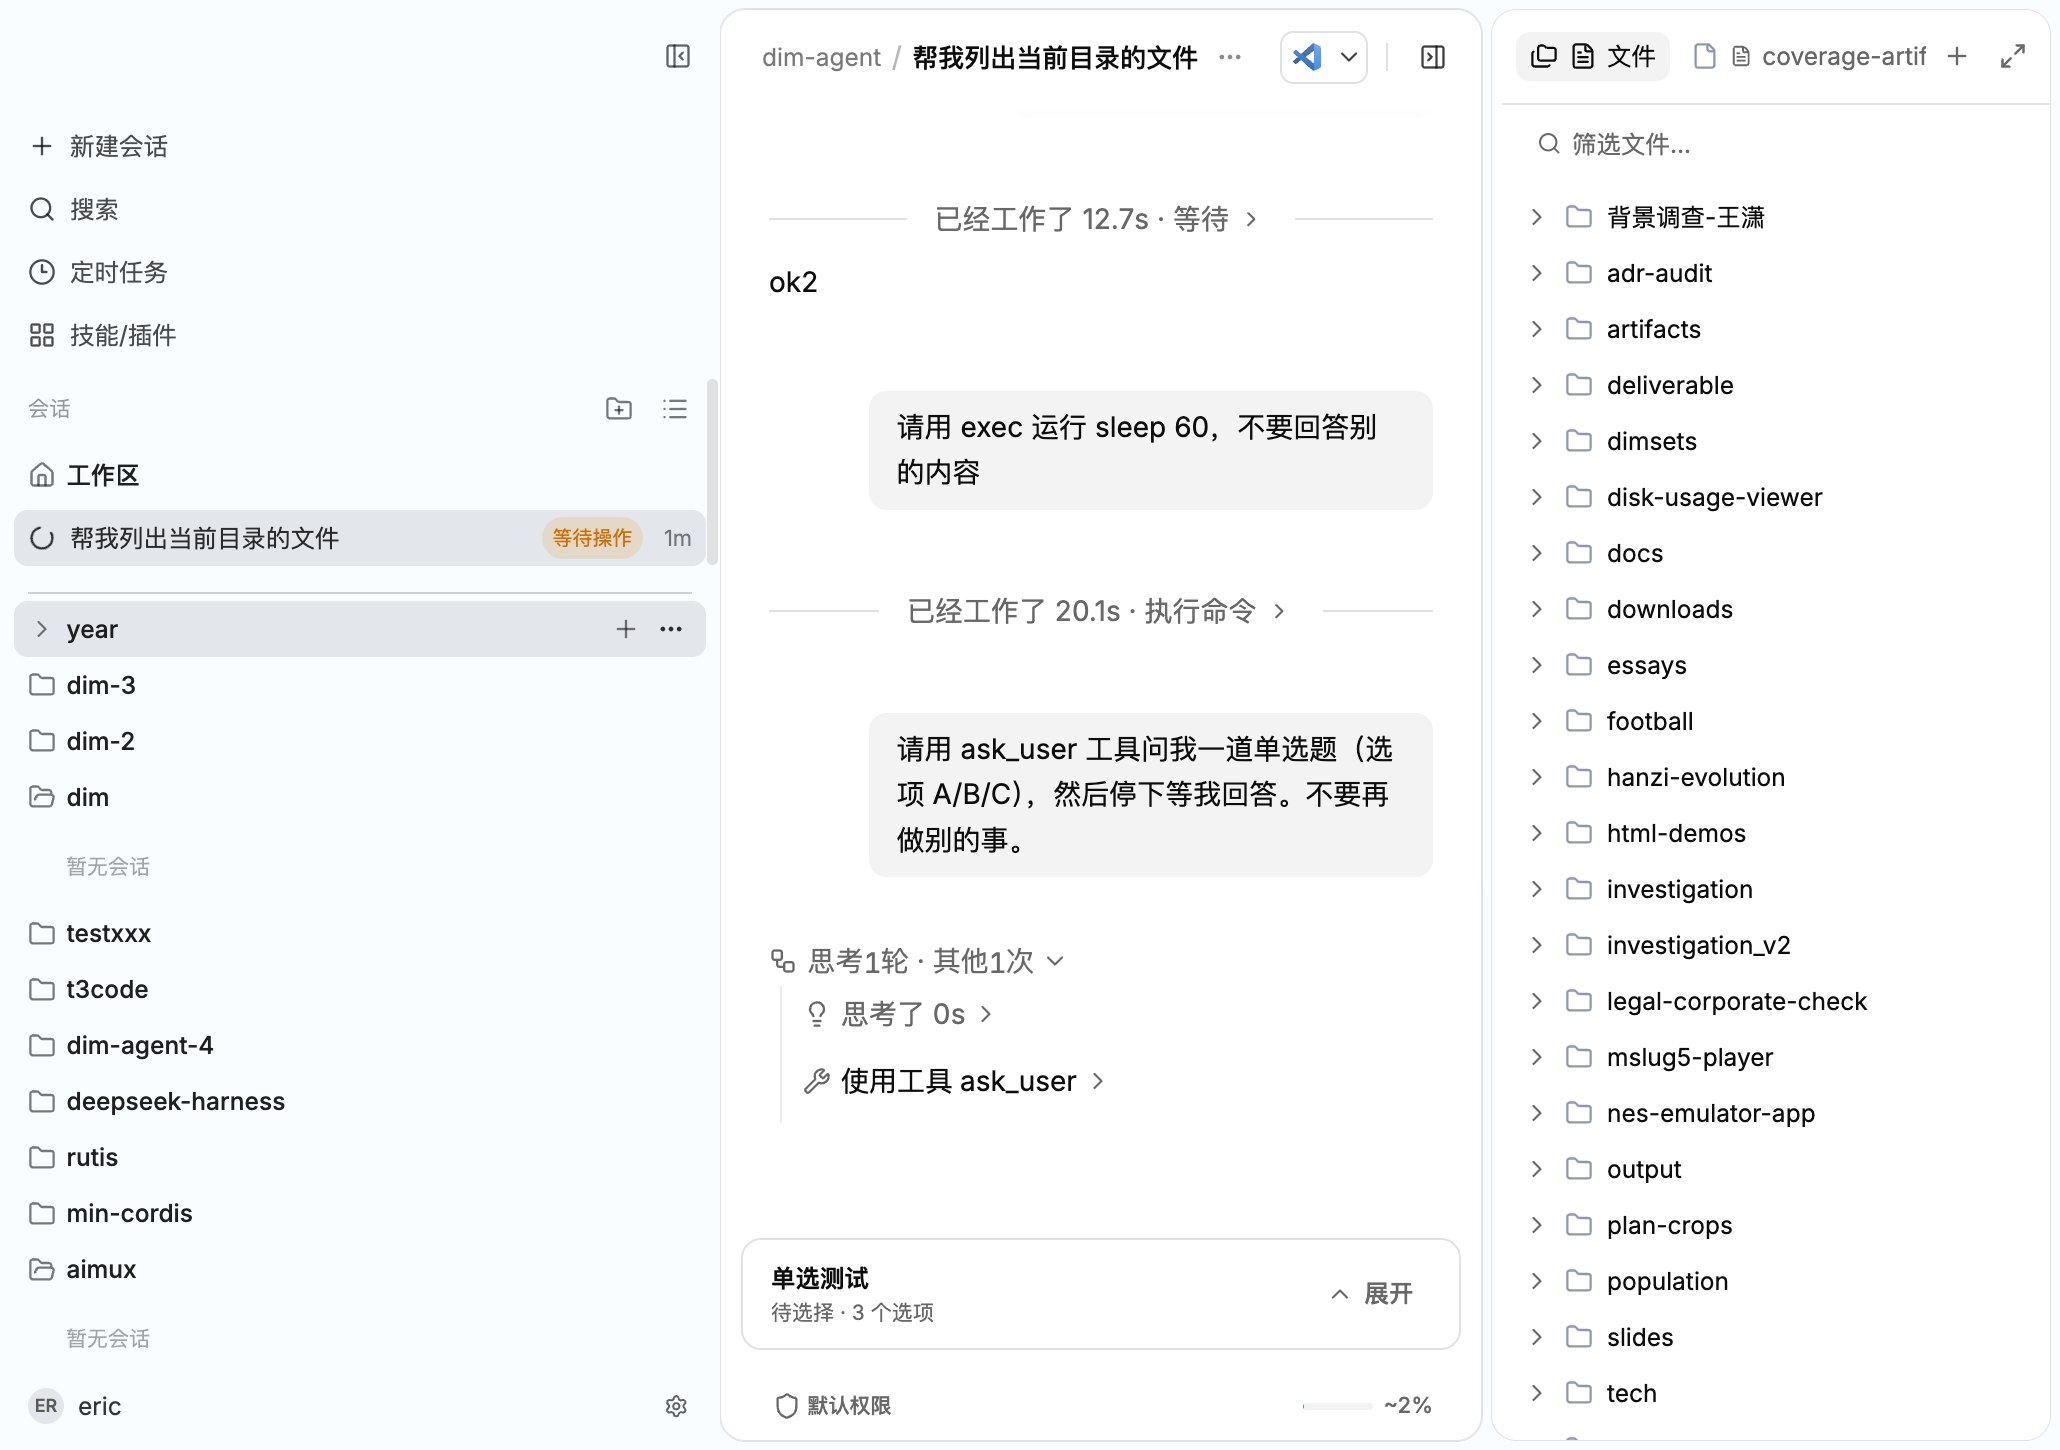 新建会话
搜索
定时任务
技能/插件
会话
工作区
帮我列出当前目录的文件 等待操作 1m
year
dim-3
dim-2
dim
暂无会话
testxxx
t3code
dim-agent-4
deepseek-harness
rutis
min-cordis
aimux
暂无会话
ER eric
dim-agent / 帮我列出当前目录的文件
已经工作了 12.7s · 等待
ok2
请用 exec 运行 sleep 60，不要回答别
的内容
已经工作了 20.1s · 执行命令
请用 ask_user 工具问我一道单选题（选
项 A/B/C），然后停下等我回答。不要再
做别的事。
思考1轮 · 其他1次
思考了 0s
使用工具 ask_user
单选测试
待选择 · 3 个选项
展开
默认权限
~2%
文件 coverage-artif
筛选文件...
背景调查-王潇
adr-audit
artifacts
deliverable
dimsets
disk-usage-viewer
docs
downloads
essays
football
hanzi-evolution
html-demos
investigation
investigation_v2
legal-corporate-check
mslug5-player
nes-emulator-app
output
plan-crops
population
slides
tech